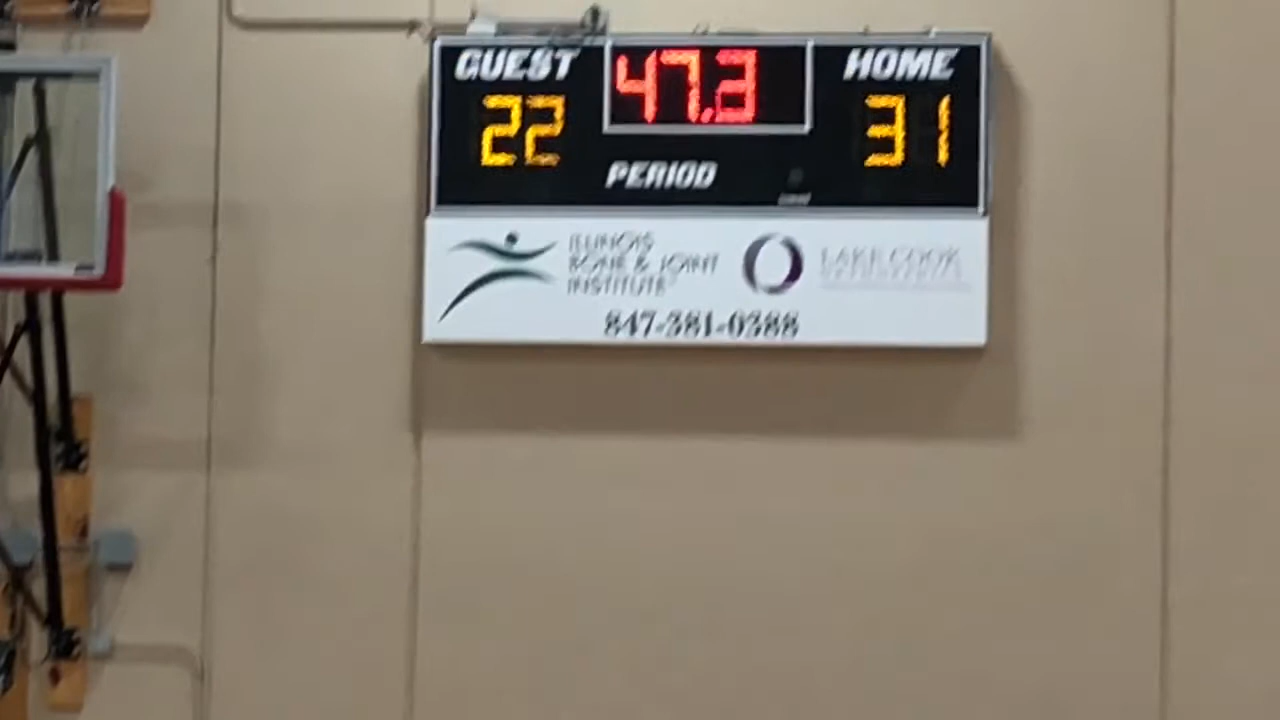 GUEST 47.3 HOME
22 31
PERIOD
ILLINOIS
BONE & JOINT
INSTITUTE
LAKE COOK
847-381-0388